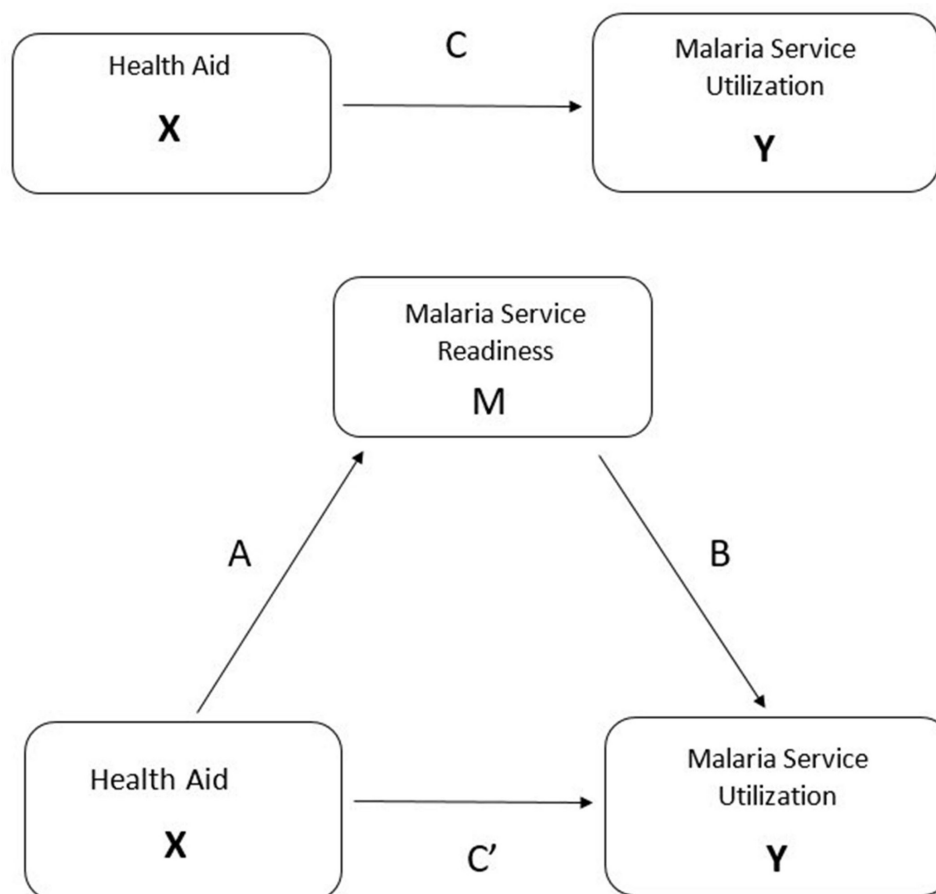 Health Aid
X
C
Malaria Service
Utilization
Y
Malaria Service
Readiness
M
A
B
Health Aid
X
C’
Malaria Service
Utilization
Y